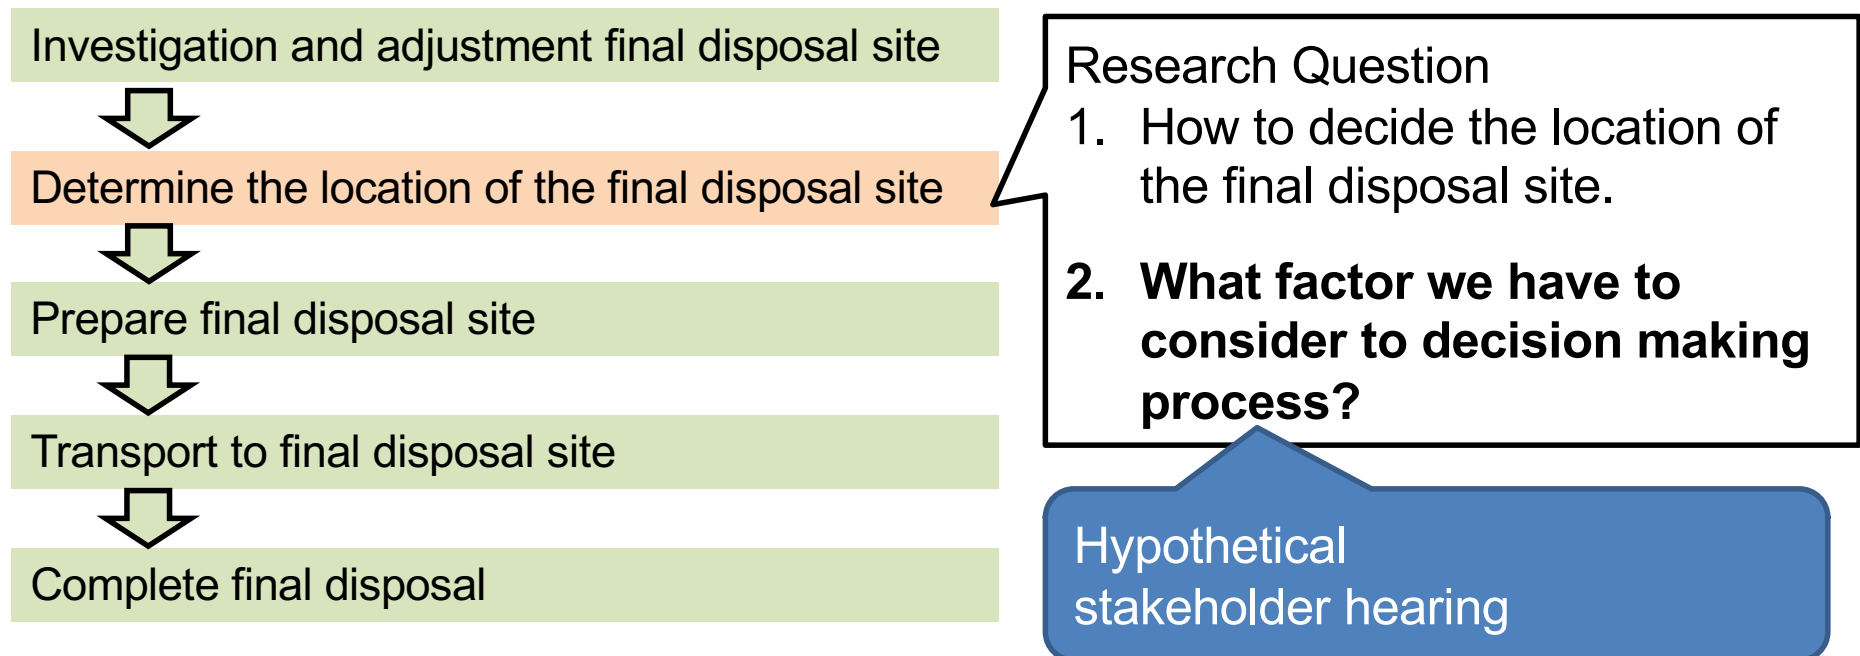 Investigation and adjustment final disposal site
Determine the location of the final disposal site
Prepare final disposal site
Transport to final disposal site
Complete final disposal
Research Question
1. How to decide the location of
the final disposal site.
2. What factor we have to
consider to decision making
process?
Hypothetical
stakeholder hearing